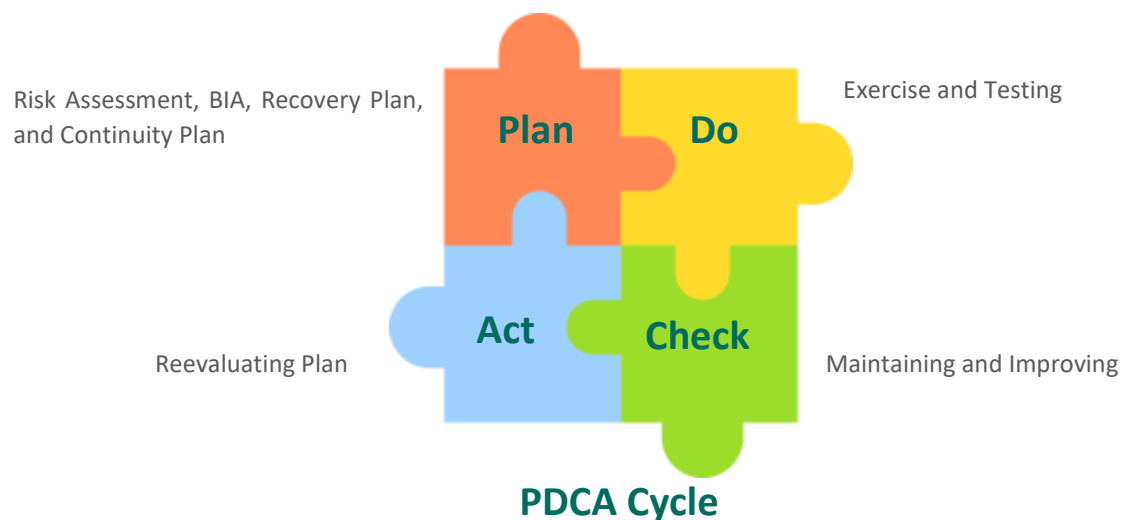 Risk Assessment, BIA, Recovery Plan,
and Continuity Plan
Plan
Do
Exercise and Testing
Reevaluating Plan
Act
Check
Maintaining and Improving
PDCA Cycle